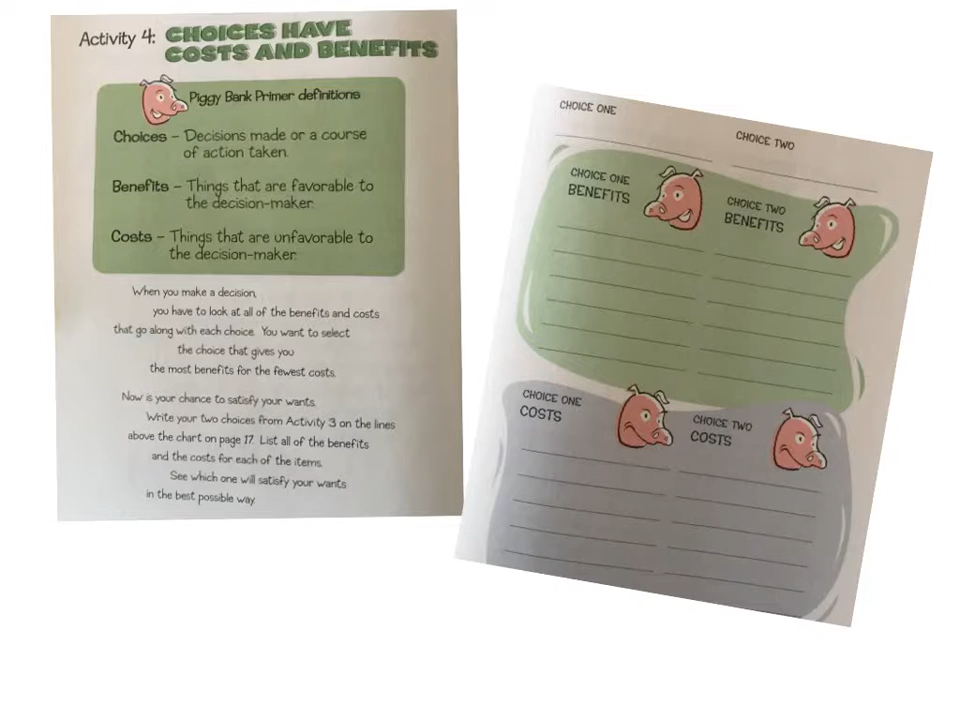 Activity 4: CHOICES HAVE
COSTS AND BENEFITS
Piggy Bank Primer definitions
Choices – Decisions made or a course
of action taken.
Benefits – Things that are favorable to
the decision-maker.
Costs – Things that are unfavorable to
the decision-maker.
When you make a decision,
you have to look at all of the benefits and costs
that go along with each choice. You want to select
the choice that gives you
the most benefits for the fewest costs.
Now is your chance to satisfy your wants.
Write your two choices from Activity 3 on the lines
above the chart on page 17. List all of the benefits
and the costs for each of the items.
See which one will satisfy your wants
in the best possible way.
CHOICE ONE
CHOICE TWO
CHOICE ONE
BENEFITS
CHOICE TWO
BENEFITS
CHOICE ONE
COSTS
CHOICE TWO
COSTS